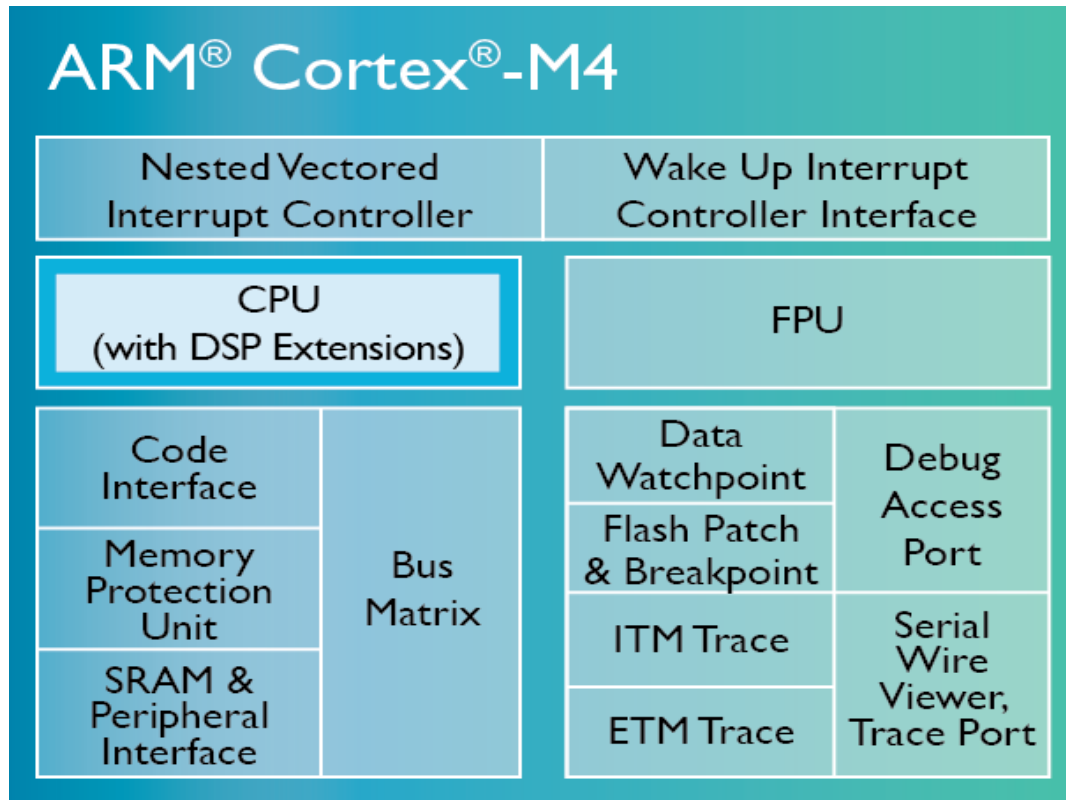 ARM® Cortex®-M4
Nested Vectored
Interrupt Controller
Wake Up Interrupt
Controller Interface
CPU
(with DSP Extensions)
FPU
Code
Interface
Memory
Protection
Unit
SRAM &
Peripheral
Interface
Bus
Matrix
Data
Watchpoint
Flash Patch
& Breakpoint
ITM Trace
ETM Trace
Debug
Access
Port
Serial
Wire
Viewer,
Trace Port